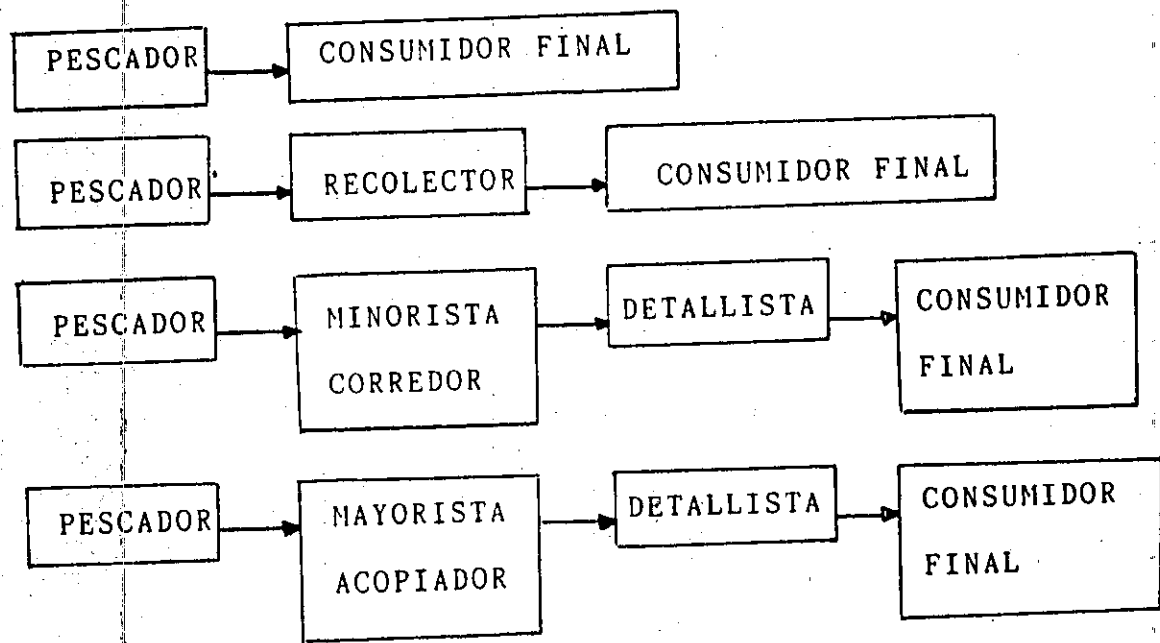 PESCADOR CONSUMIDOR FINAL
PESCADOR RECOLECTOR CONSUMIDOR FINAL
PESCADOR
MINORISTA
CORREDOR
DETALLISTA
CONSUMIDOR
FINAL
PESCADOR
MAYORISTA
ACOPIADOR
DETALLISTA
CONSUMIDOR
FINAL